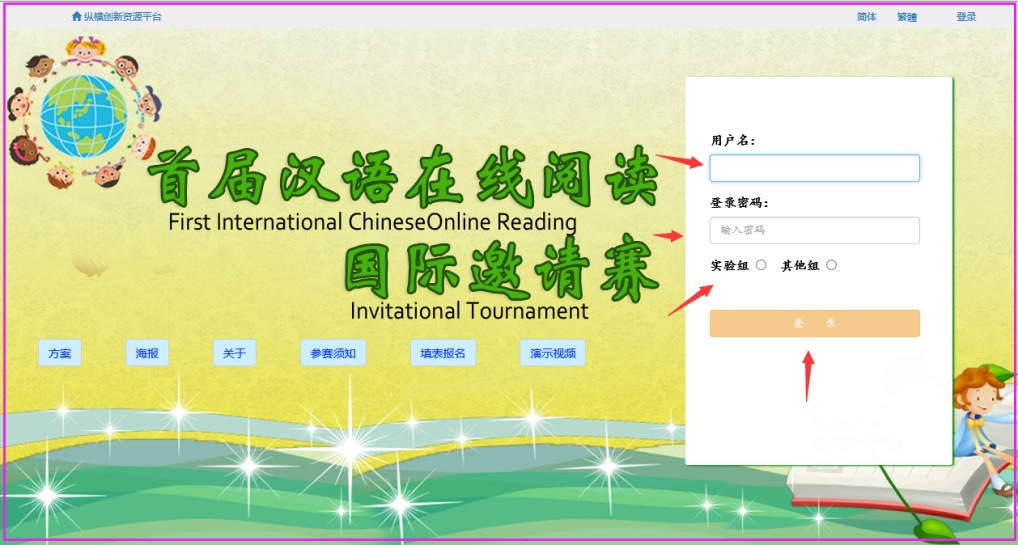 纵横创新资源平台 简体 繁體 登录
首届汉语在线阅读
First International ChineseOnline Reading
国际邀请赛
Invitational Tournament
方案 海报 关于 参赛须知 填表报名 演示视频
用户名：
登录密码：
输入密码
实验组 其他组
登 录